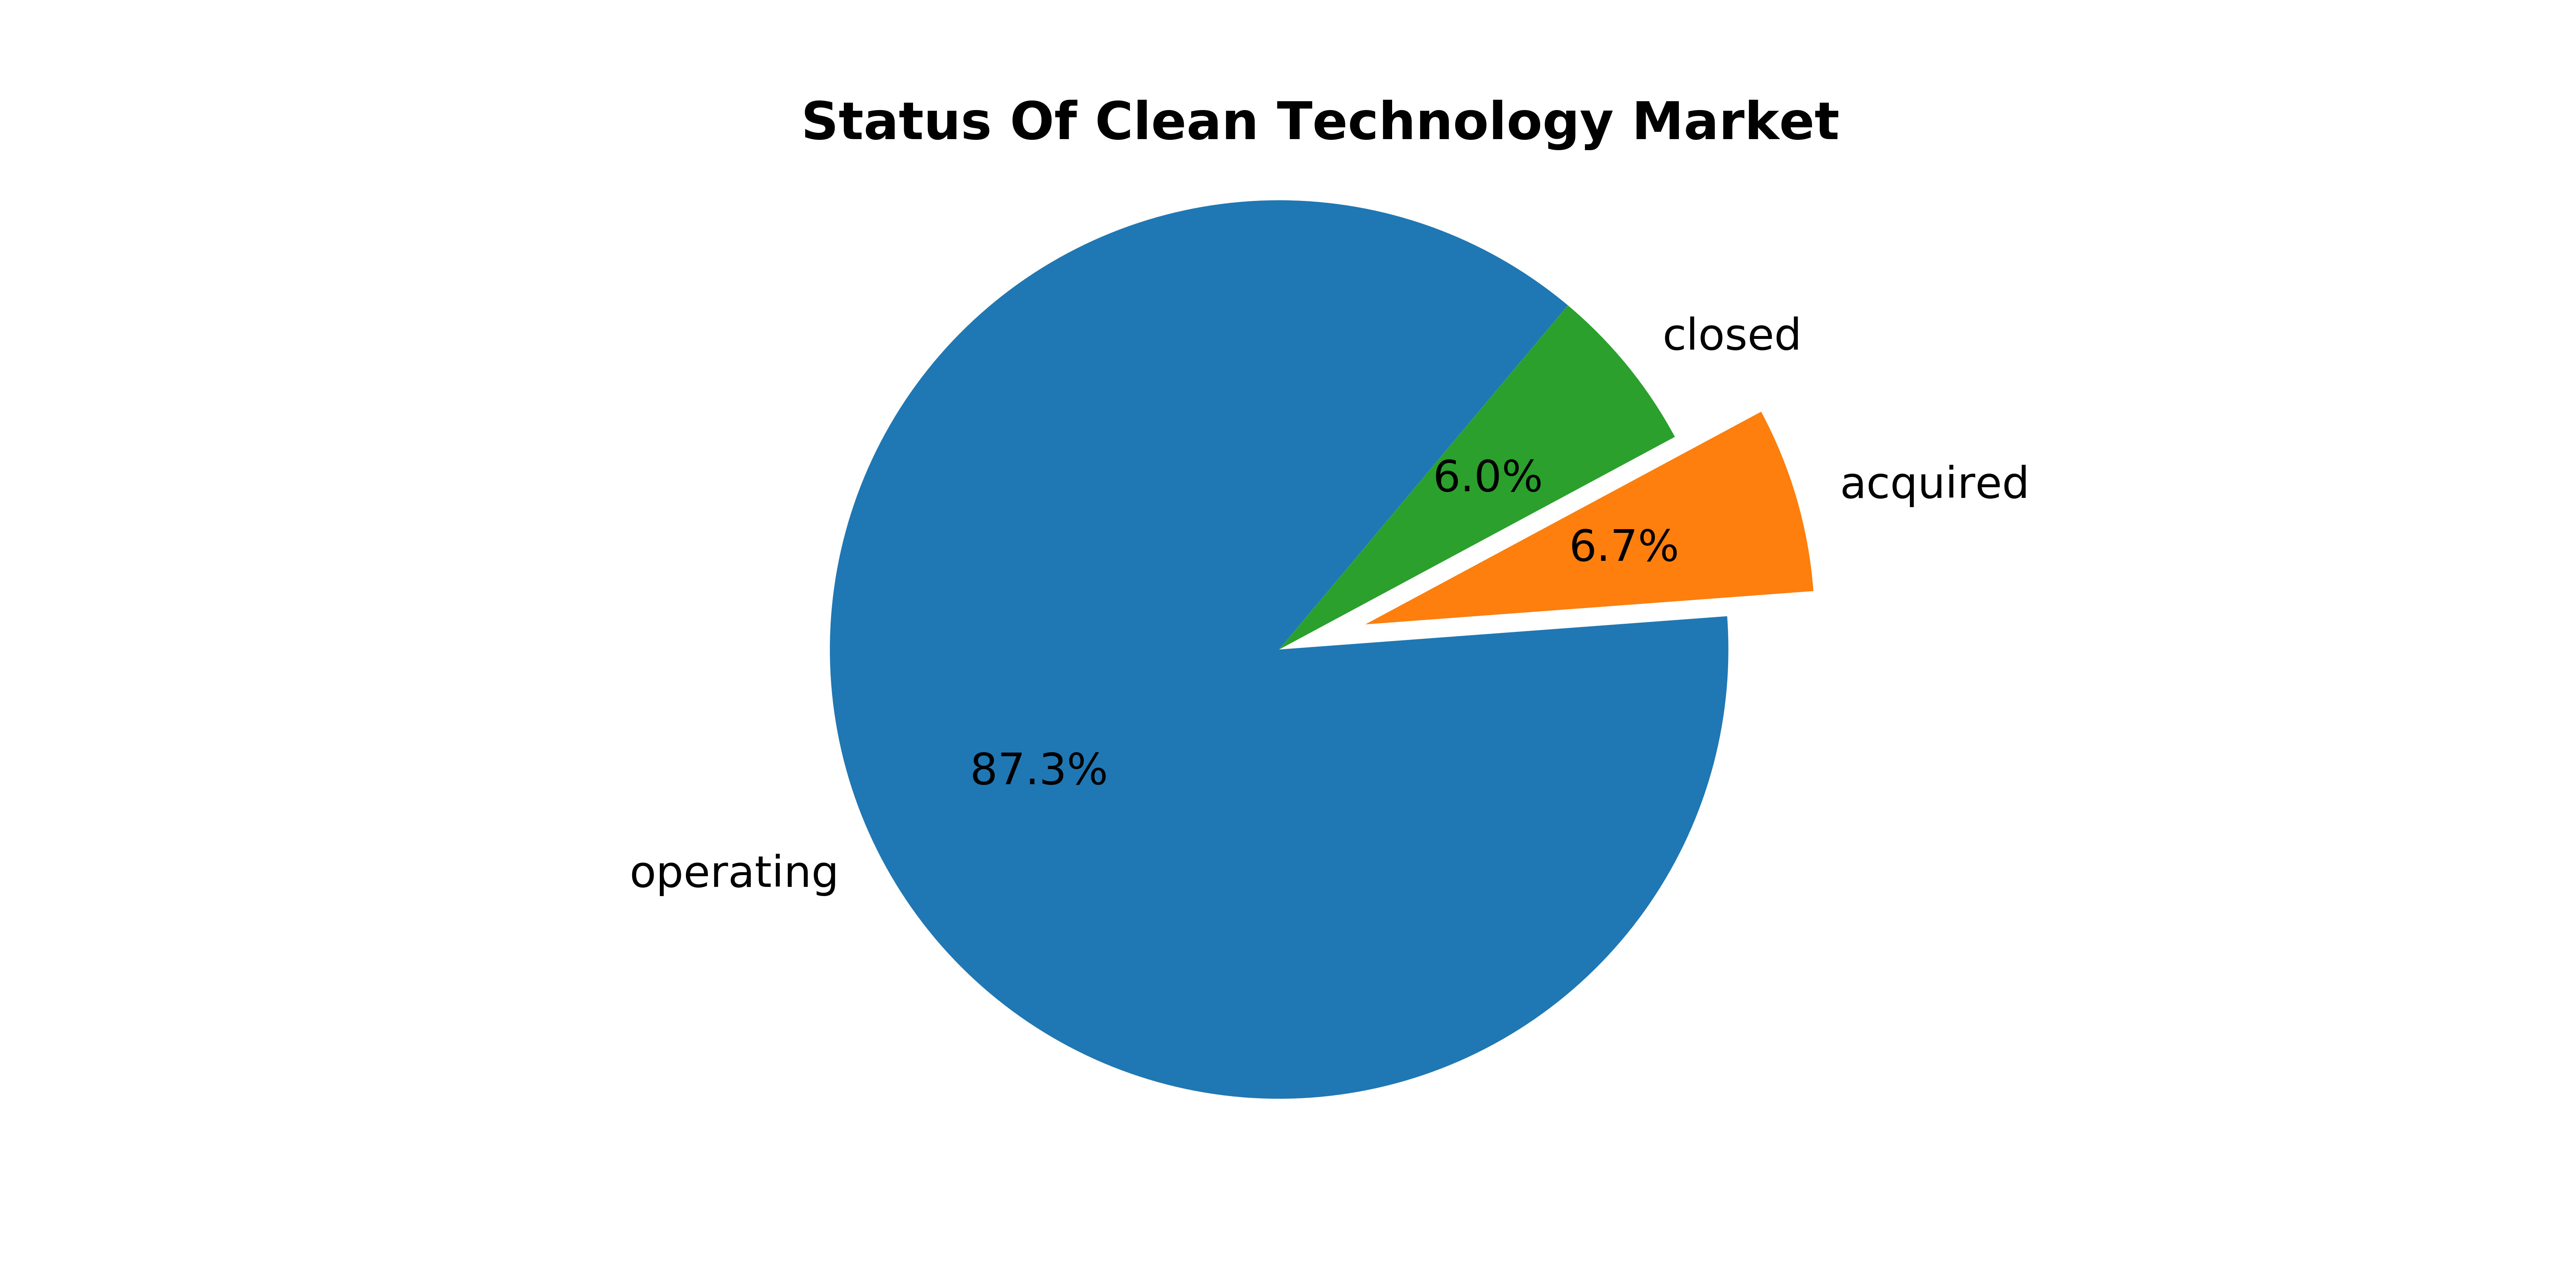 Status Of Clean Technology Market
closed
6.0%
acquired
6.7%
87.3%
operating